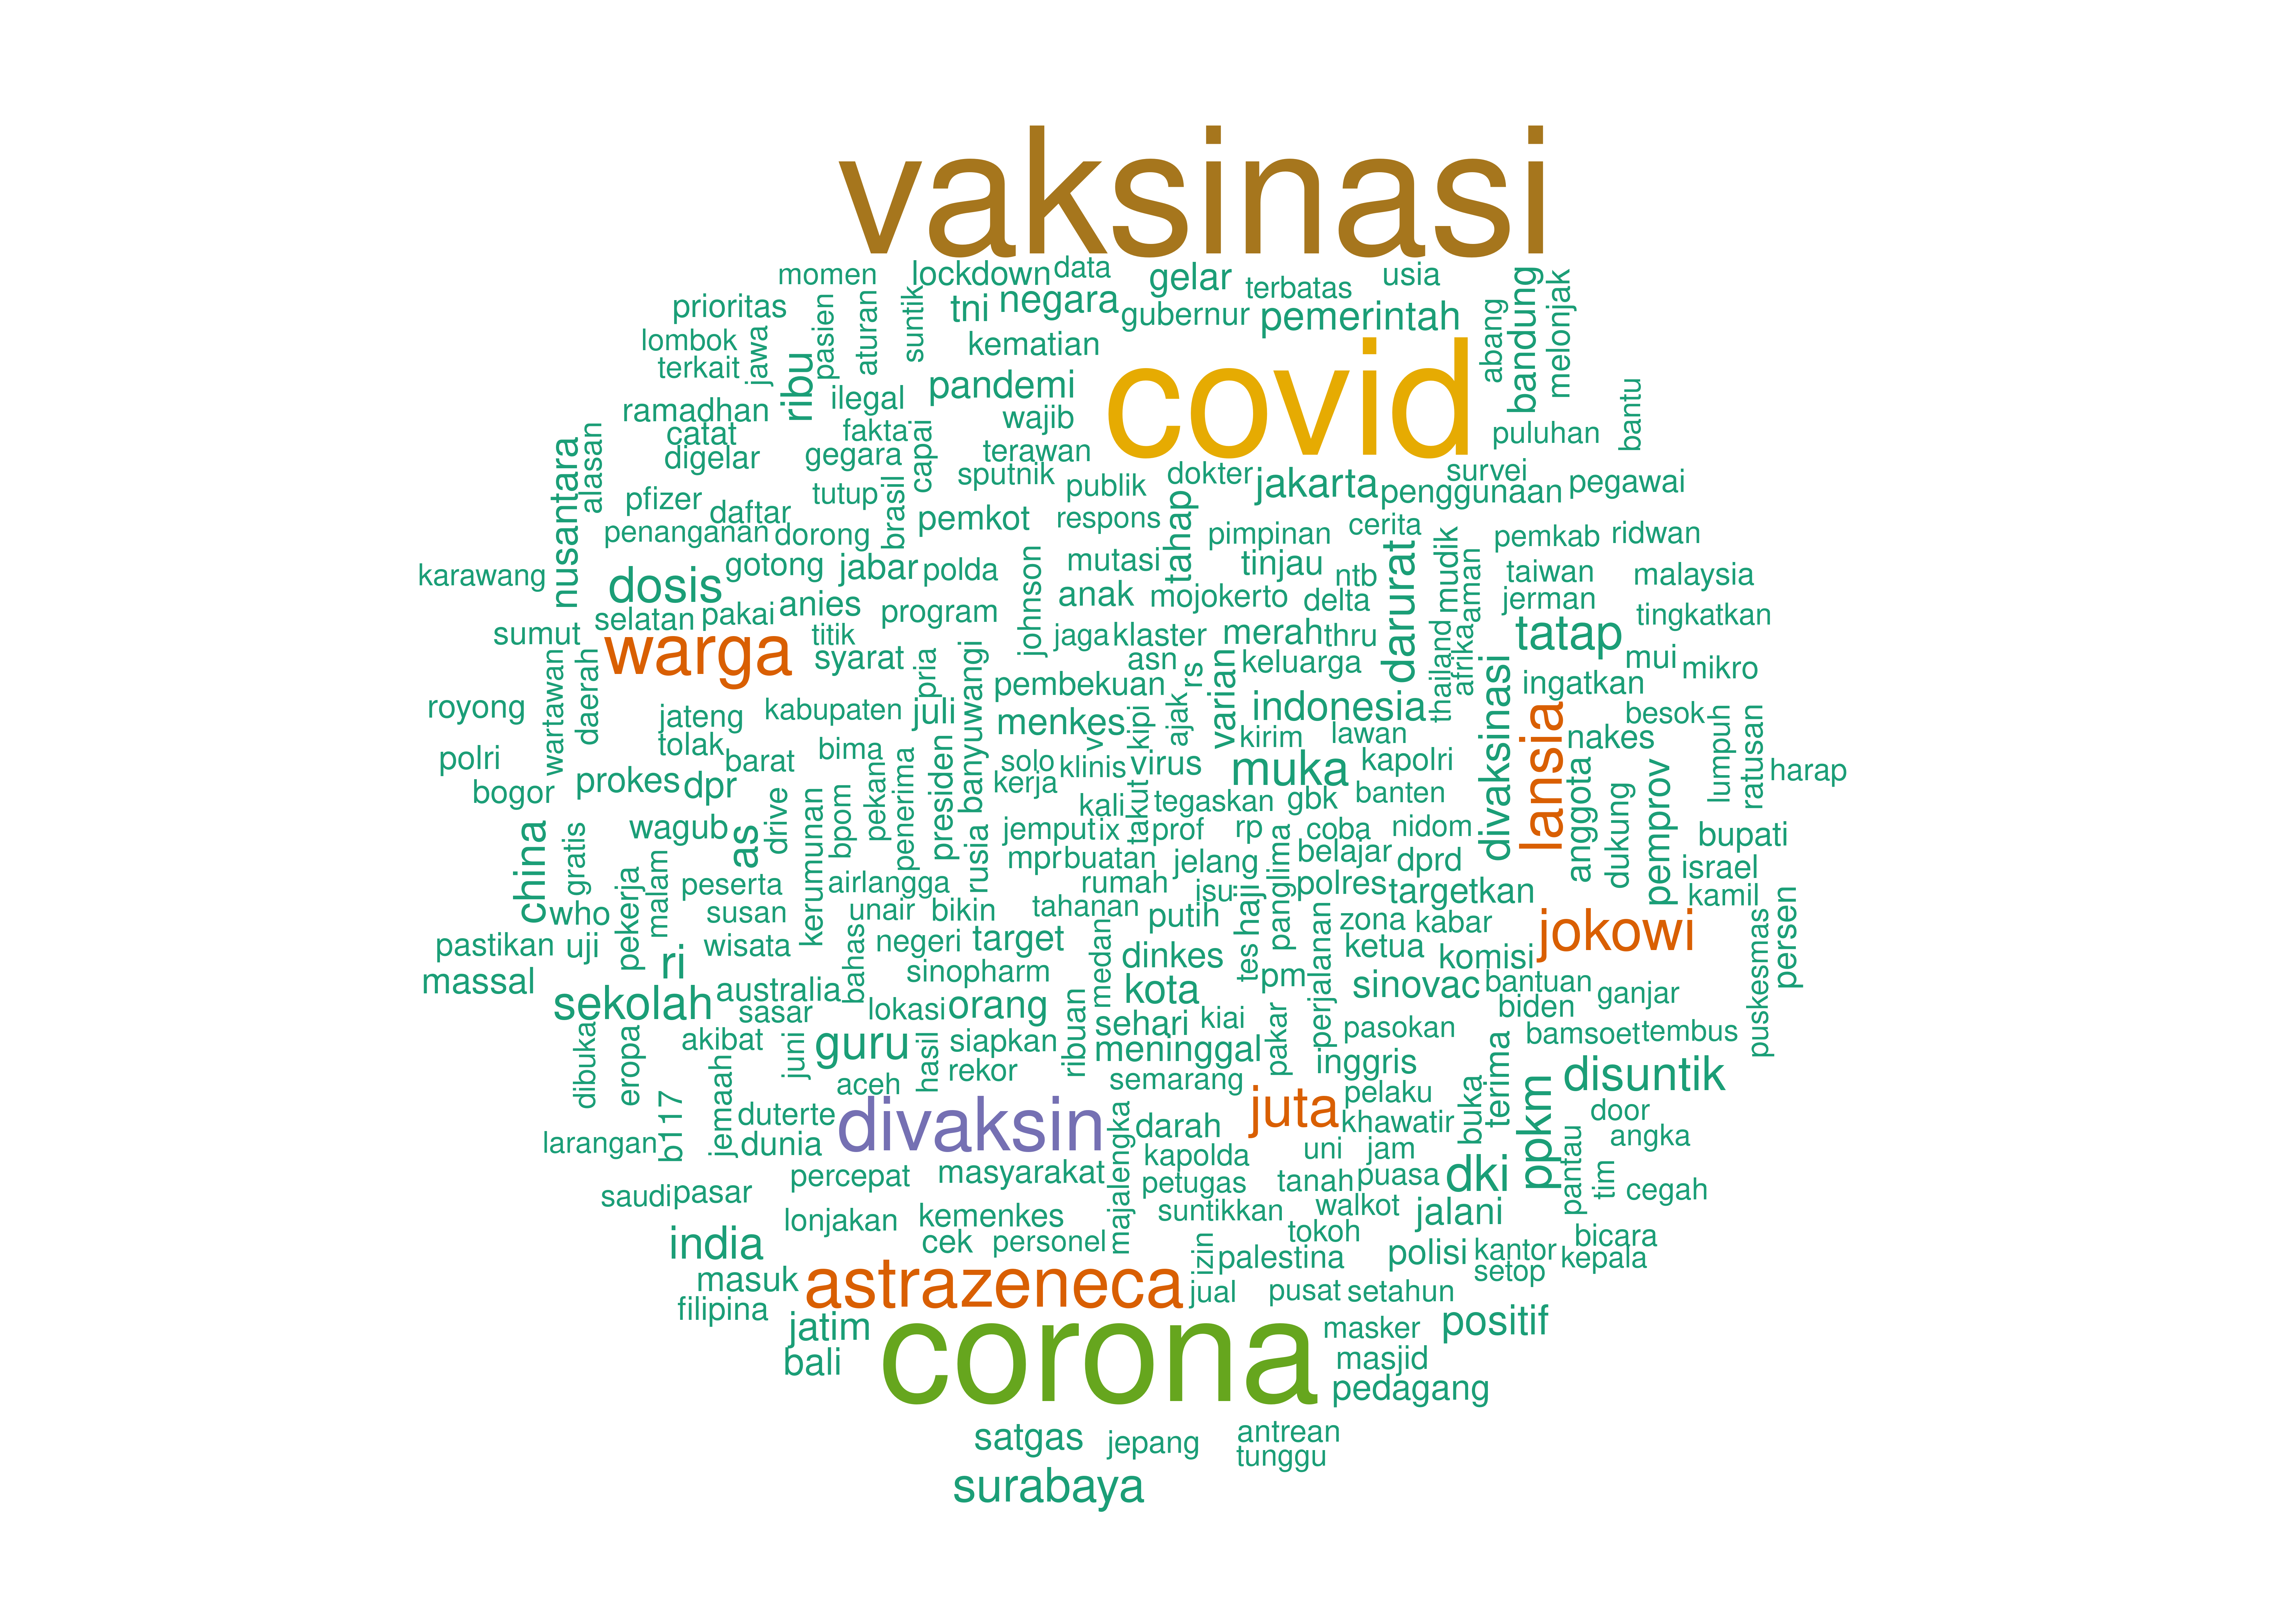 vaksinasi
momen
lockdown
data
gelar
terbatas
usia
prioritas
tni
negara
gubernur
pemerintah
bandung
melonjak
abang
suntik
aturan
pasien
jawa
lombok
terkait
kematian
covid
ribu
ilegal
pandemi
wajib
ramadhan
catat
digelar
fakta
gegara
capai
terawan
puluhan
bantu
alasan
nusantara
sputnik
publik
dokter
jakarta
survei
penggunaan
pegawai
pfizer
daftar
tutup
brasil
pemkot
respons
tahap
pimpinan
cerita
pemkab
ridwan
penanganan
dorong
karawang
dosis
gotong
jabar
polda
johnson
mutasi
tinjau
ntb
darurat
mudik
aman
taiwan
malaysia
selatan
pakai
anies
program
anak
mojokerto
delta
jerman
tingkatkan
sumut
warga
titik
syarat
pria
banyuwangi
jaga
klaster
merah
thru
thailand
afrika
tatap
mui
mikro
asn
rs
keluarga
varian
wartawan
daerah
pembekuan
indonesia
divaksinasi
ingatkan
royong
jateng
kabupaten
juli
menkes
v
kipi
ajak
kirim
lawan
lansia
nakes
besok
lumpuh
ratusan
polri
tolak
barat
bima
presiden
solo
klinis
virus
muka
kapolri
harap
bogor
prokes
dpr
drive
kerumunan
bpom
pekan
penerima
kerja
kali
takut
tegaskan
gbk
banten
anggota
dukung
pemprov
wagub
as
rusia
jemput
ix
prof
rp
coba
nidom
bupati
china
gratis
mpr
buatan
jelang
panglima
belajar
dprd
israel
malam
pekerja
peserta
airlangga
rumah
isu
haji
polres
targetkan
kamil
who
susan
unair
bikin
tahanan
putih
perjalanan
zona
kabar
jokowi
puskesmas
persen
pastikan
uji
wisata
bahas
negeri
target
medan
dinkes
tes
ketua
komisi
massal
ri
sinopharm
pm
sinovac
bantuan
ganjar
sekolah
australia
sasar
lokasi
orang
kota
biden
ribuan
sehari
kiai
pakar
pasokan
bamsoet
tembus
dibuka
eropa
akibat
juni
guru
hasil
siapkan
meninggal
inggris
terima
rekor
aceh
semarang
pelaku
buka
disuntik
b117
jemaah
duterte
divaksin
majalengka
juta
khawatir
ppkm
door
larangan
dunia
darah
angka
pantau
tim
kapolda
uni
jam
percepat
masyarakat
petugas
tanah
puasa
dki
cegah
saudi
pasar
suntikkan
walkot
lonjakan
kemenkes
tokoh
jalani
india
cek
personel
izin
palestina
polisi
kantor
bicara
kepala
masuk
astrazeneca
jual
pusat
setahun
setop
filipina
jatim
corona
masker
positif
bali
masjid
pedagang
satgas
jepang
antrean
tunggu
surabaya